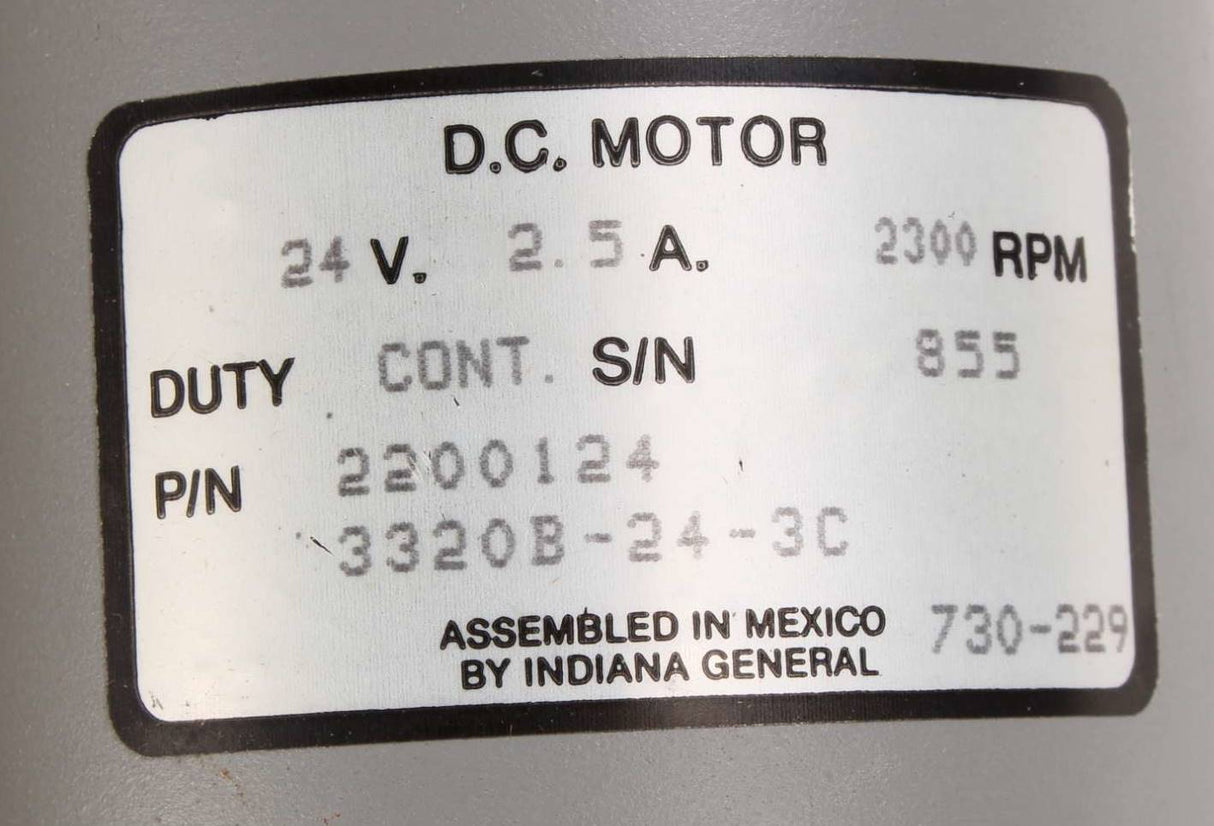 D.C. MOTOR
24 V. 2.5 A. 2300 RPM
DUTY CONT. S/N 855
P/N 2200124
3320B-24-3C
ASSEMBLED IN MEXICO 730-229
BY INDIANA GENERAL